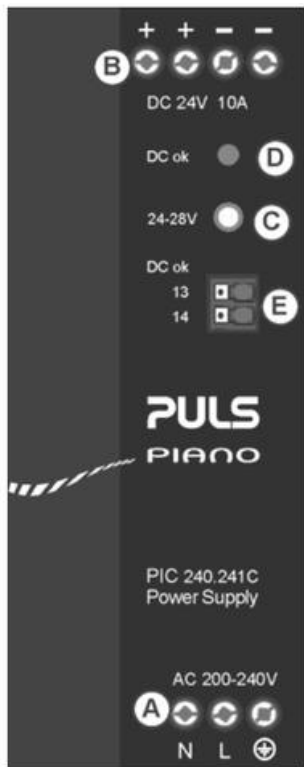 + + − −
B
DC 24V 10A
DC ok
D
24-28V
C
DC ok
13
14
E
PULS
PIANO
PIC 240.241C
Power Supply
AC 200-240V
A
N L